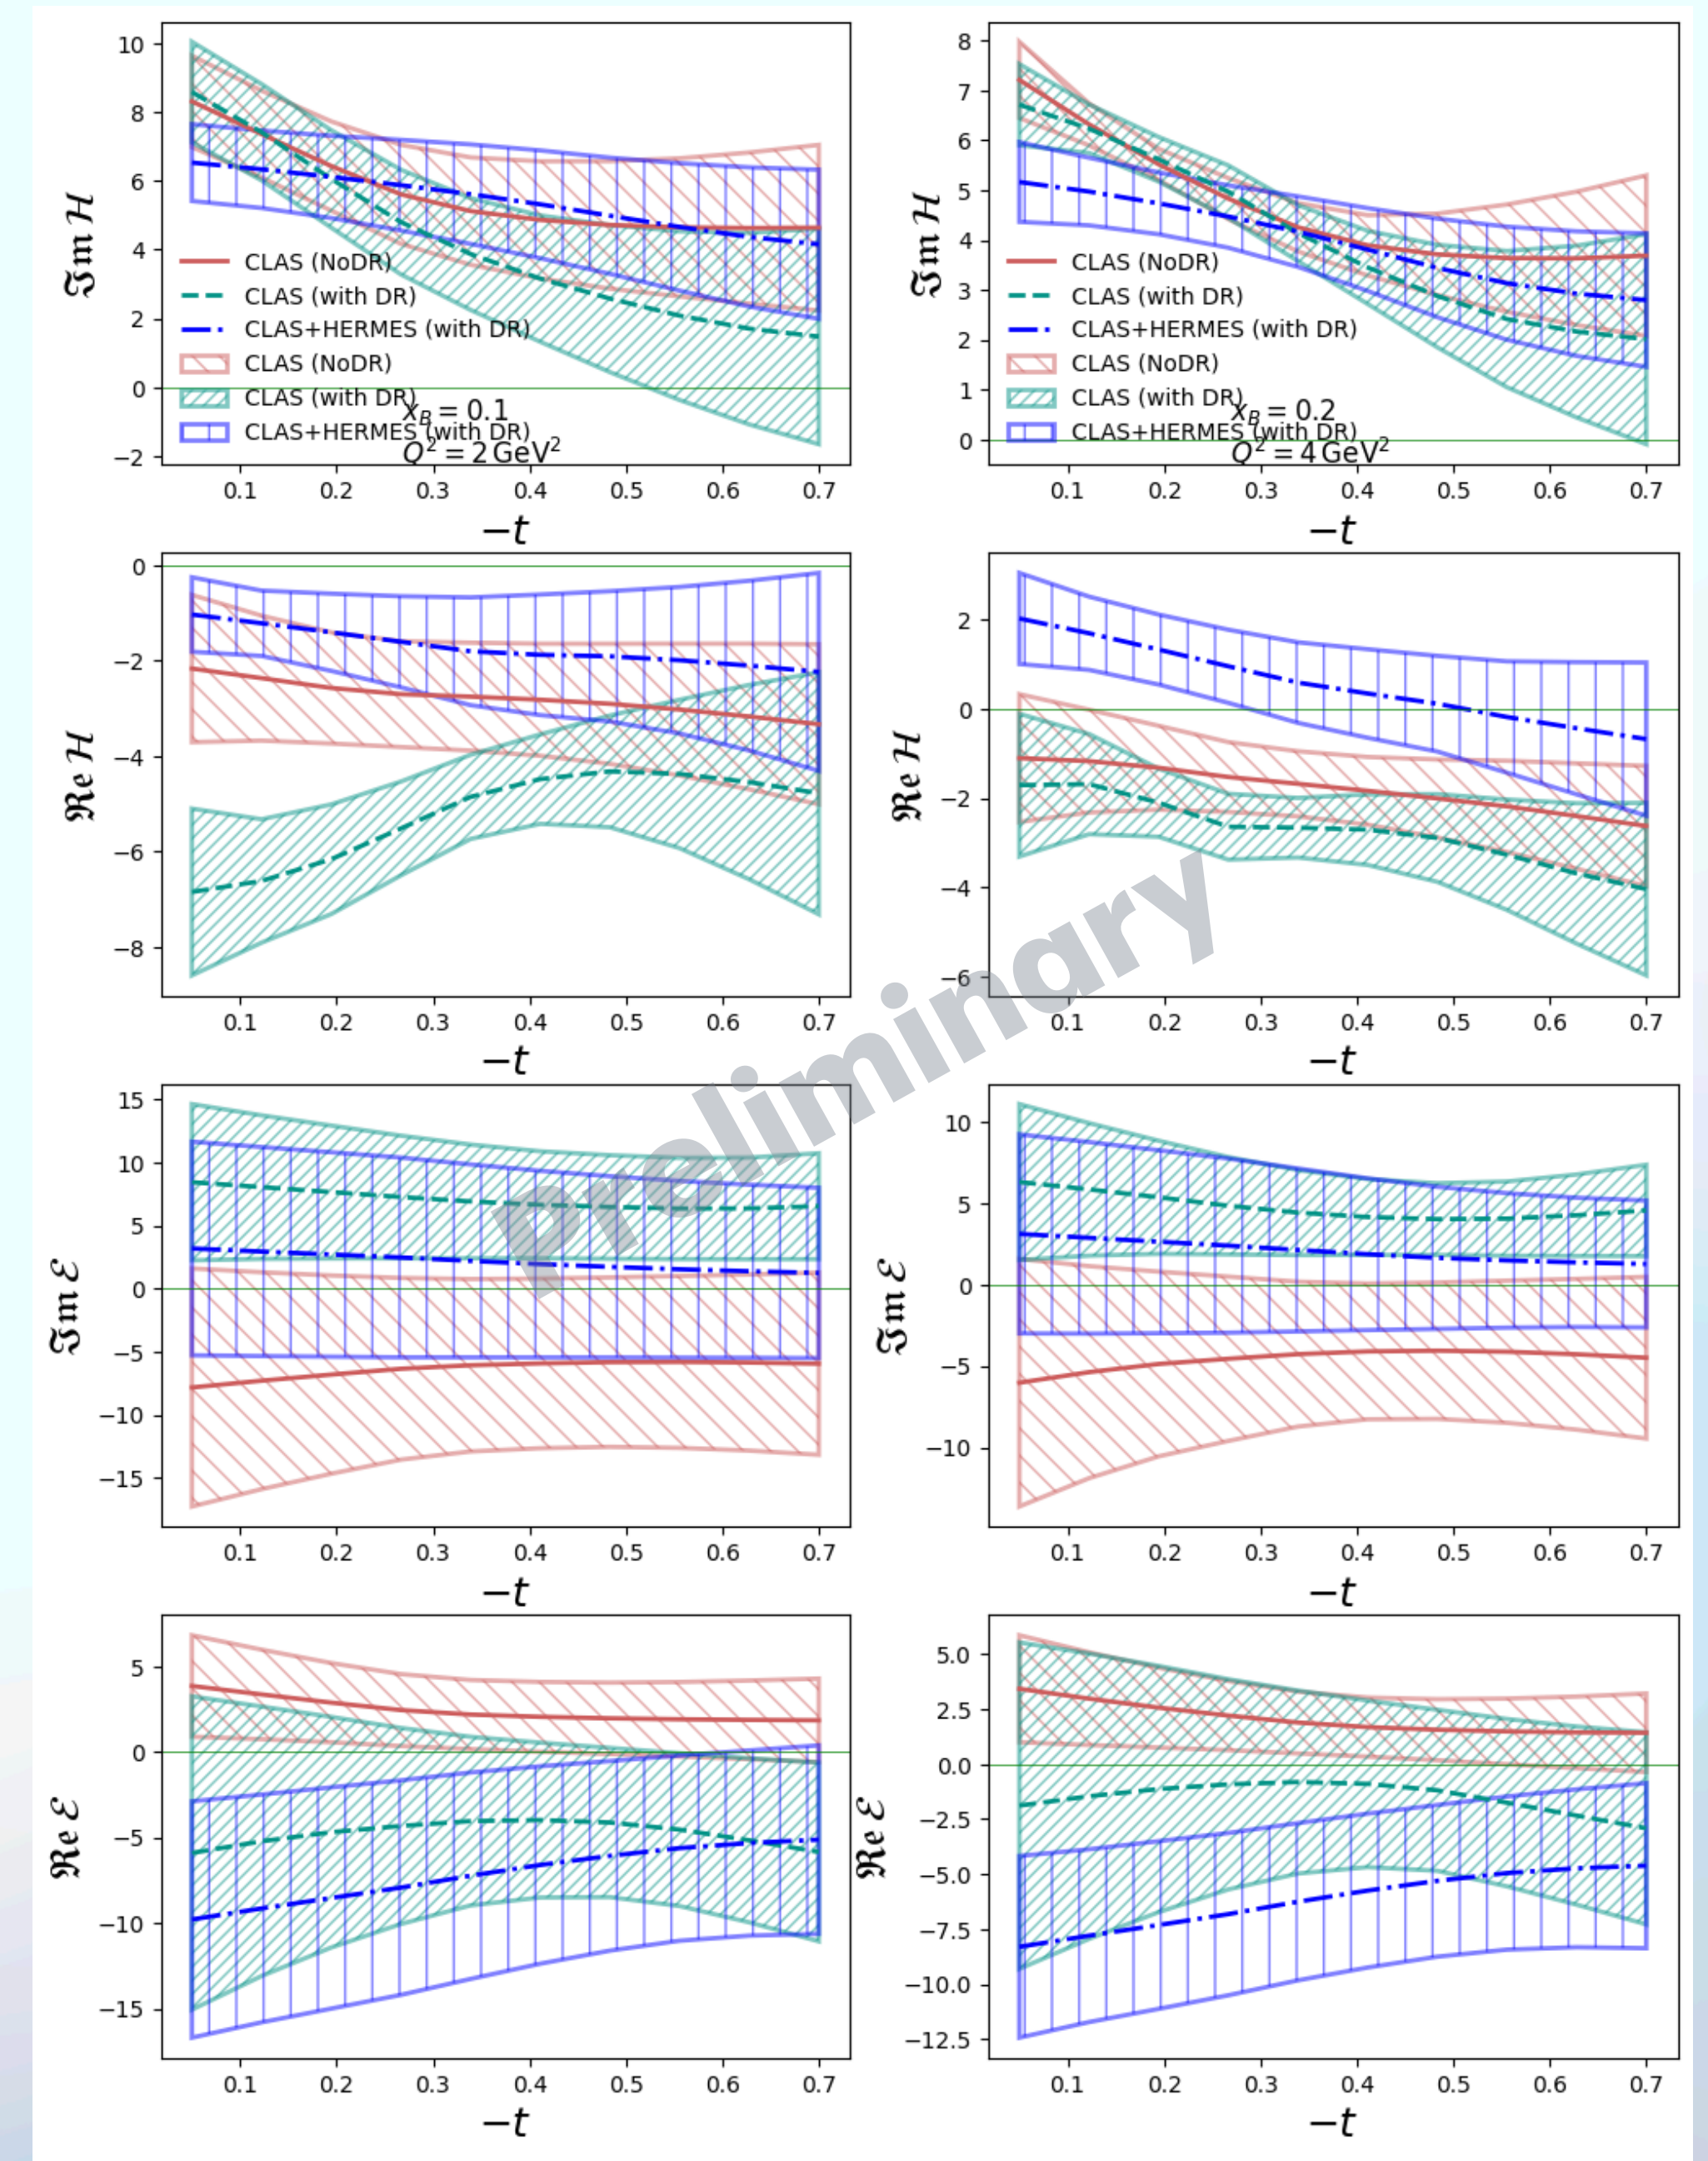 10
8
6
4
2
0
−2
ℑm ℋ
CLAS (NoDR)
CLAS (with DR)
CLAS+HERMES (with DR)
CLAS (NoDR)
CLAS (with DR)
CLAS+HERMES (with DR)
x_B = 0.1
Q² = 2 GeV²
0.1 0.2 0.3 0.4 0.5 0.6 0.7
−t
8
7
6
5
4
3
2
1
0
ℑm ℋ
CLAS (NoDR)
CLAS (with DR)
CLAS+HERMES (with DR)
CLAS (NoDR)
CLAS (with DR)
CLAS+HERMES (with DR)
x_B = 0.2
Q² = 4 GeV²
0.1 0.2 0.3 0.4 0.5 0.6 0.7
−t
0
−2
−4
−6
−8
ℜe ℋ
0.1 0.2 0.3 0.4 0.5 0.6 0.7
−t
2
0
−2
−4
−6
ℜe ℋ
0.1 0.2 0.3 0.4 0.5 0.6 0.7
−t
Preliminary
15
10
5
0
−5
−10
−15
ℑm ℰ
0.1 0.2 0.3 0.4 0.5 0.6 0.7
−t
10
5
0
−5
−10
ℑm ℰ
0.1 0.2 0.3 0.4 0.5 0.6 0.7
−t
5
0
−5
−10
−15
ℜe ℰ
0.1 0.2 0.3 0.4 0.5 0.6 0.7
−t
5.0
2.5
0.0
−2.5
−5.0
−7.5
−10.0
−12.5
ℜe ℰ
0.1 0.2 0.3 0.4 0.5 0.6 0.7
−t